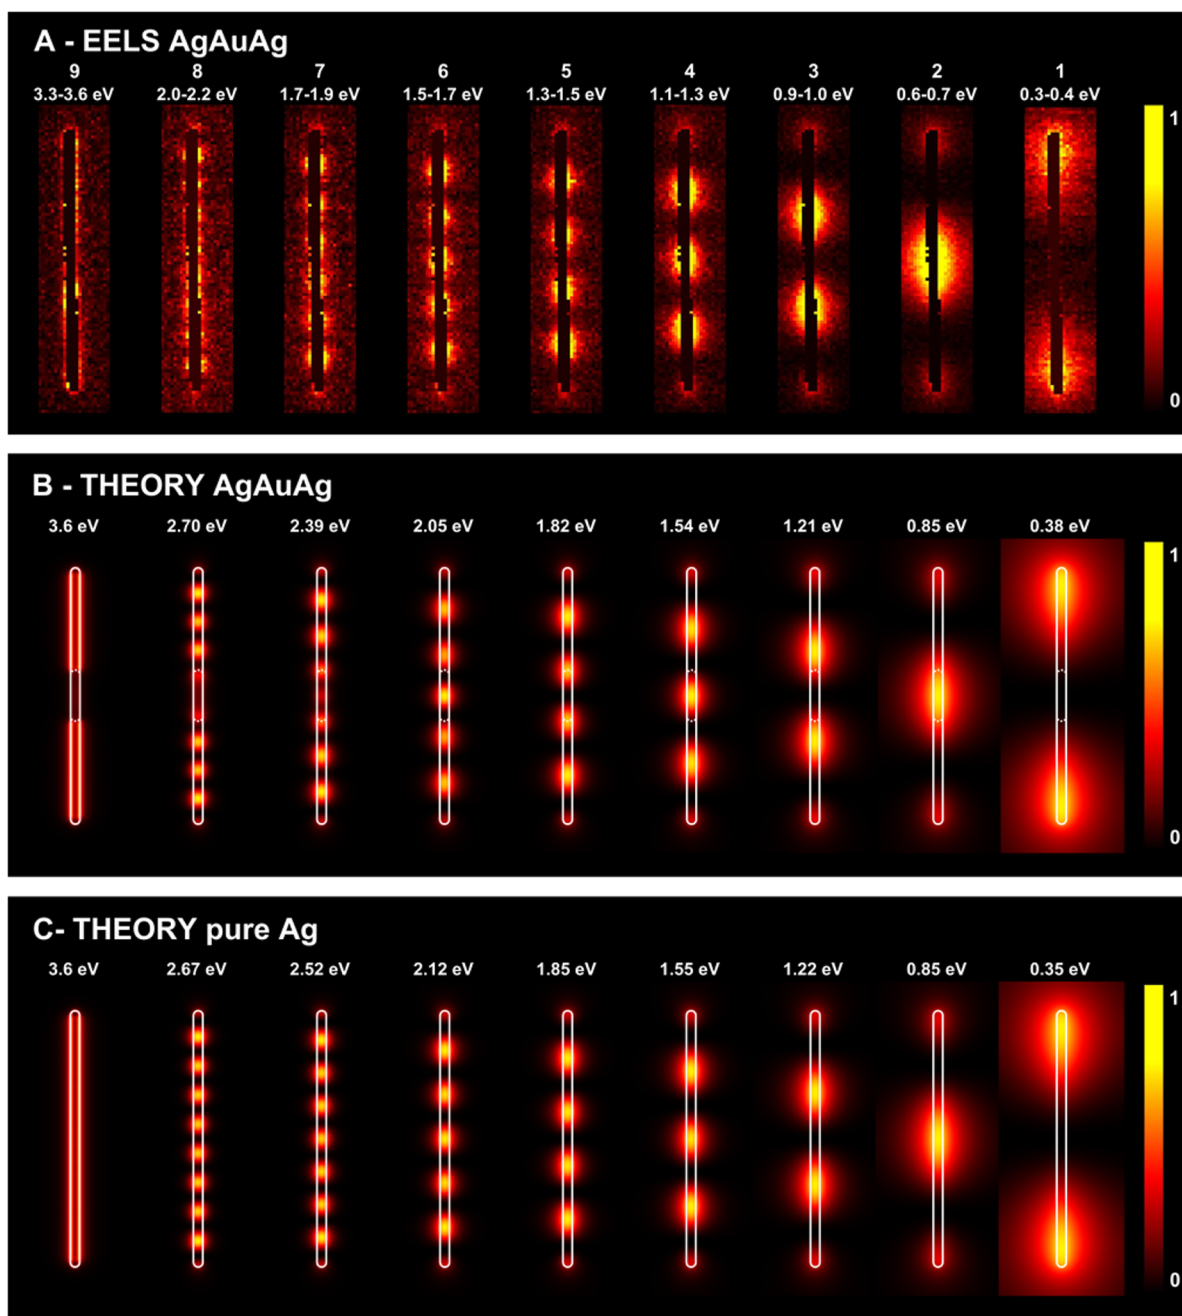 A - EELS AgAuAg
9 8 7 6 5 4 3 2 1
3.3-3.6 eV 2.0-2.2 eV 1.7-1.9 eV 1.5-1.7 eV 1.3-1.5 eV 1.1-1.3 eV 0.9-1.0 eV 0.6-0.7 eV 0.3-0.4 eV
1
0
B - THEORY AgAuAg
3.6 eV 2.70 eV 2.39 eV 2.05 eV 1.82 eV 1.54 eV 1.21 eV 0.85 eV 0.38 eV
1
0
C- THEORY pure Ag
3.6 eV 2.67 eV 2.52 eV 2.12 eV 1.85 eV 1.55 eV 1.22 eV 0.85 eV 0.35 eV
1
0